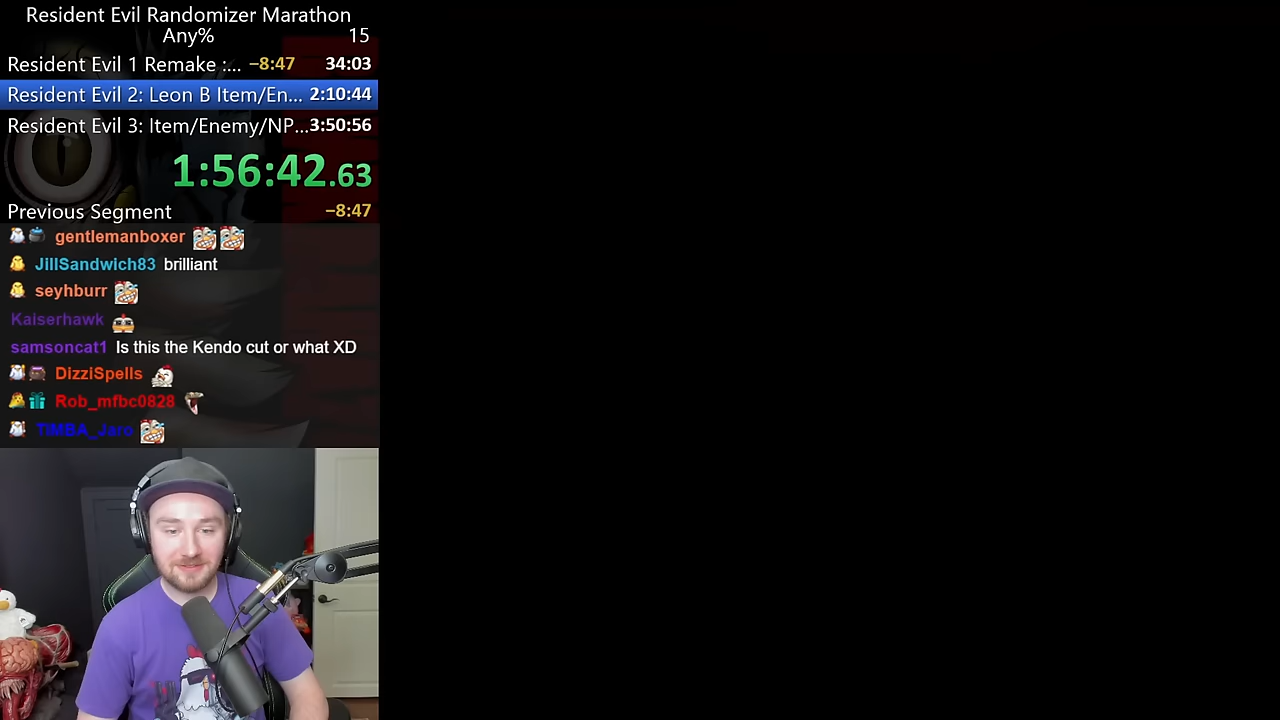 Resident Evil Randomizer Marathon
Any% 15
Resident Evil 1 Remake :... −8:47 34:03
Resident Evil 2: Leon B Item/En... 2:10:44
Resident Evil 3: Item/Enemy/NP... 3:50:56
1:56:42.63
Previous Segment −8:47
gentlemanboxer
JillSandwich83 brilliant
seyhburr
Kaiserhawk
samsoncat1 Is this the Kendo cut or what XD
DizziSpells
Rob_mfbc0828
TIMBA_Jaro